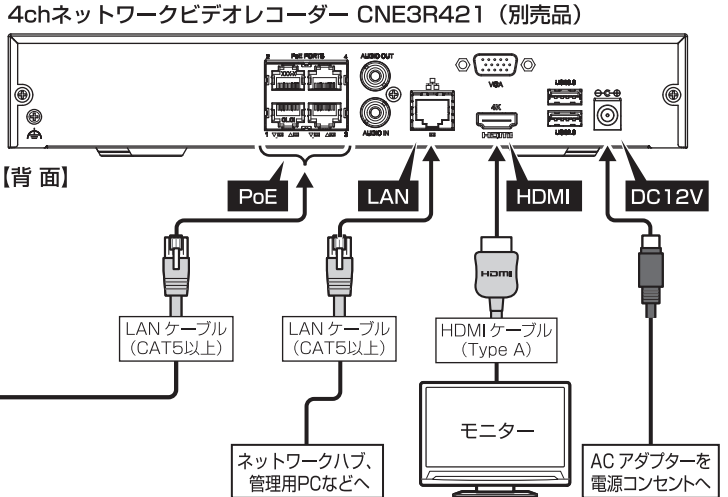 4chネットワークビデオレコーダー CNE3R421（別売品）
PoE PORTS
AUDIO OUT
AUDIO IN
VGA
4K
HDMI
【背 面】
PoE
LAN
HDMI
DC12V
HDMI
LAN ケーブル
（CAT5以上）
LAN ケーブル
（CAT5以上）
HDMI ケーブル
（Type A）
モニター
ネットワークハブ、
管理用PCなどへ
AC アダプターを
電源コンセントへ